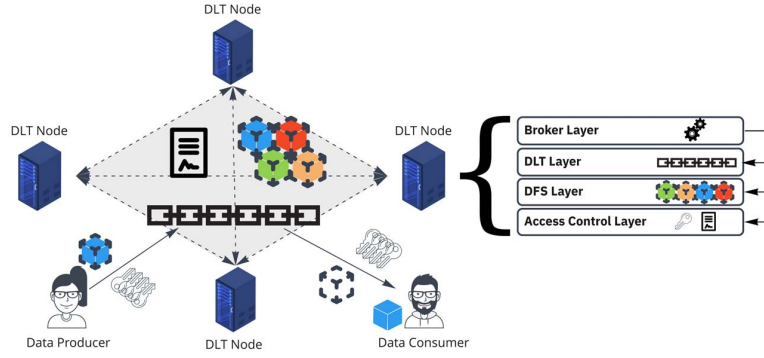 DLT Node
DLT Node
DLT Node
DLT Node
Data Producer
Data Consumer
Broker Layer
DLT Layer
DFS Layer
Access Control Layer